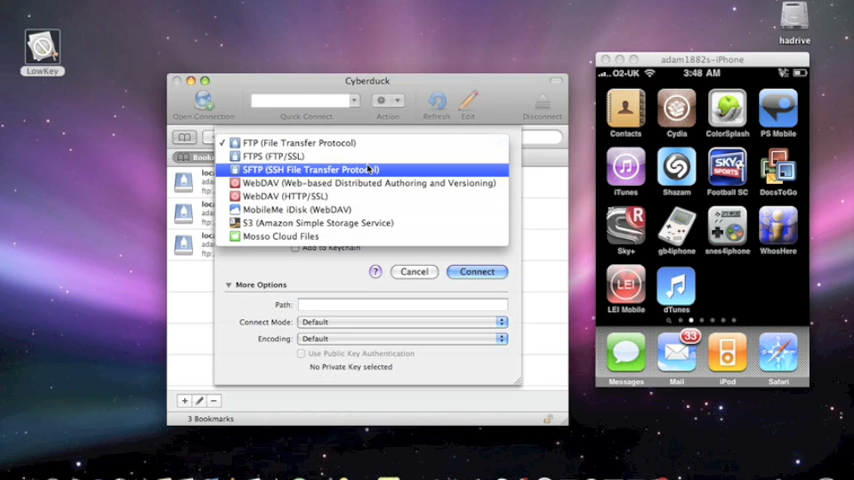 LowKey
hadrive
Cyberduck
Open Connection
Quick Connect
Action
Refresh
Edit
Disconnect
✓ FTP (File Transfer Protocol)
FTPS (FTP/SSL)
SFTP (SSH File Transfer Protocol)
WebDAV (Web-based Distributed Authoring and Versioning)
WebDAV (HTTP/SSL)
MobileMe iDisk (WebDAV)
S3 (Amazon Simple Storage Service)
Mosso Cloud Files
Add to Keychain
? Cancel Connect
More Options
Path:
Connect Mode: Default
Encoding: Default
Use Public Key Authentication
No Private Key selected
+ −
3 Bookmarks
adam1882s-iPhone
O2-UK 3:48 AM
Contacts Cydia ColorSplash PS Mobile
iTunes Shazam Football SC DocsToGo
Sky+ gb4iphone snes4iphone WhosHere
LEI
LEI Mobile dTunes
33
Messages Mail iPod Safari